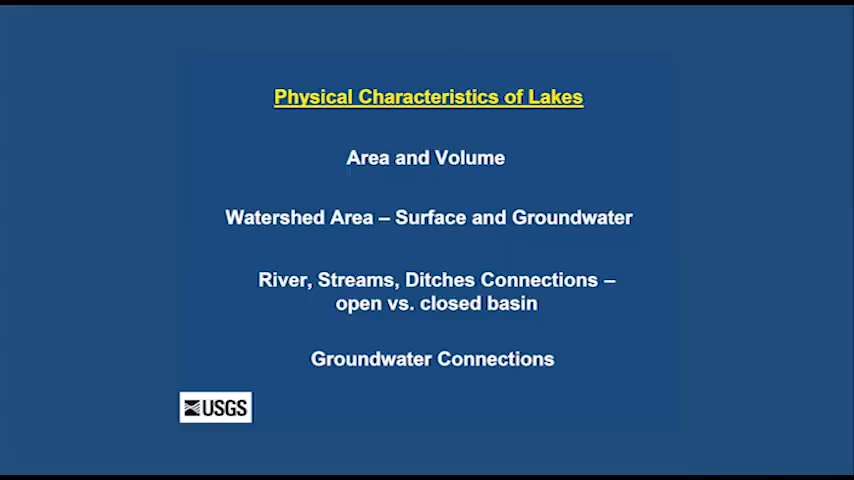 Physical Characteristics of Lakes
Area and Volume
Watershed Area – Surface and Groundwater
River, Streams, Ditches Connections –
open vs. closed basin
Groundwater Connections
USGS